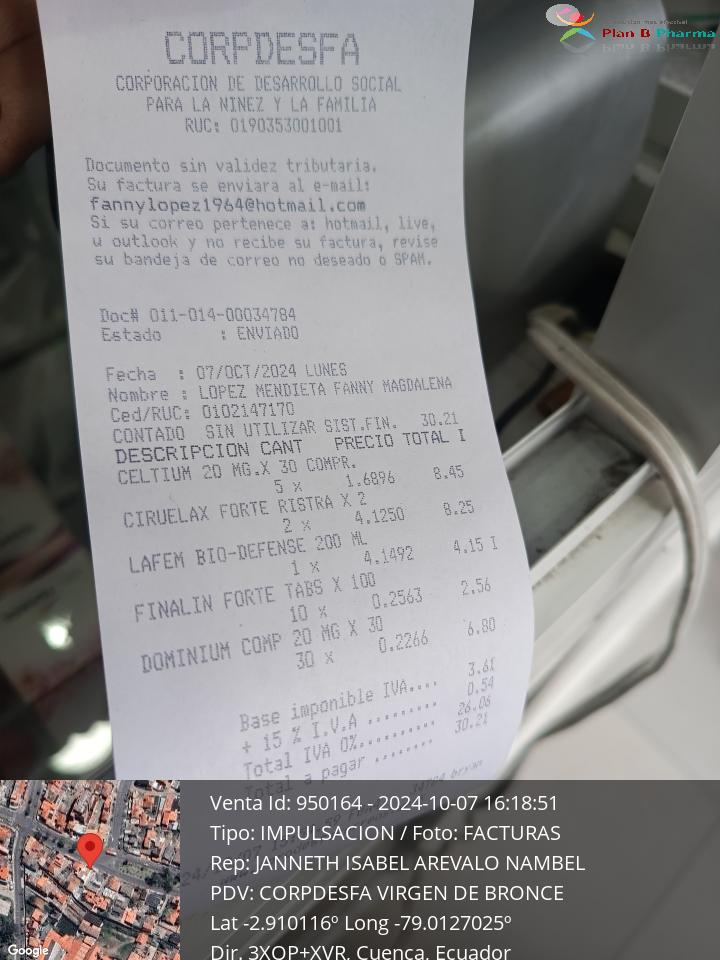 Plan B Pharma
CORPDESFA
CORPORACION DE DESARROLLO SOCIAL
PARA LA NINEZ Y LA FAMILIA
RUC: 0190353001001
Documento sin validez tributaria.
Su factura se enviara al e-mail:
fannylopez1964@hotmail.com
Si su correo pertenece a: hotmail, live,
u outlook y no recibe su factura, revise
su bandeja de correo no deseado o SPAM.
Doc# 011-014-00034784
Estado : ENVIADO
Fecha : 07/OCT/2024 LUNES
Nombre : LOPEZ MENDIETA FANNY MAGDALENA
Ced/RUC: 0102147170
CONTADO SIN UTILIZAR SIST.FIN. 30.21
DESCRIPCION CANT PRECIO TOTAL I
CELTIUM 20 MG.X 30 COMPR.
5 x 1.6896 8.45
CIRUELAX FORTE RISTRA X 2
2 x 4.1250 8.25
LAFEM BIO-DEFENSE 200 ML
1 x 4.1492 4.15 I
FINALIN FORTE TABS X 100
10 x 0.2563 2.56
DOMINIUM COMP 20 MG X 30
30 x 0.2266 6.80
Base imponible IVA.... 3.61
+ 15 % I.V.A ......... 0.54
Total IVA 0%.......... 26.06
Total a pagar ........ 30.21
Venta Id: 950164 - 2024-10-07 16:18:51
Tipo: IMPULSACION / Foto: FACTURAS
Rep: JANNETH ISABEL AREVALO NAMBEL
PDV: CORPDESFA VIRGEN DE BRONCE
Lat -2.910116º Long -79.0127025º
Dir. 3XQP+XVR, Cuenca, Ecuador
Google